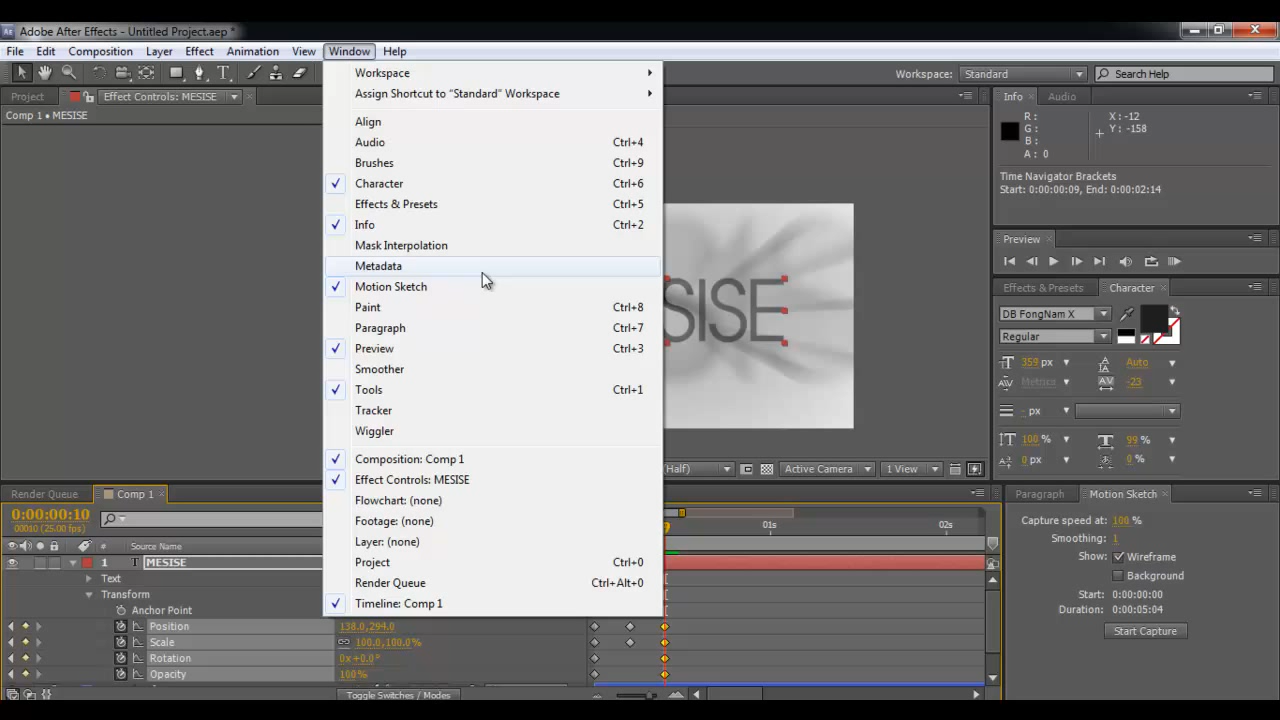 Adobe After Effects - Untitled Project.aep *
File Edit Composition Layer Effect Animation View Window Help
Workspace: Standard Search Help
Project Effect Controls: MESISE
Comp 1 • MESISE
Workspace
Assign Shortcut to "Standard" Workspace
Align
Audio Ctrl+4
Brushes Ctrl+9
Character Ctrl+6
Effects & Presets Ctrl+5
Info Ctrl+2
Mask Interpolation
Metadata
Motion Sketch
Paint Ctrl+8
Paragraph Ctrl+7
Preview Ctrl+3
Smoother
Tools Ctrl+1
Tracker
Wiggler
Composition: Comp 1
Effect Controls: MESISE
Flowchart: (none)
Footage: (none)
Layer: (none)
Project Ctrl+0
Render Queue Ctrl+Alt+0
Timeline: Comp 1
SISE
(Half) Active Camera 1 View
Info Audio
R: X: -12
G: Y: -158
B:
A: 0
Time Navigator Brackets
Start: 0:00:00:09, End: 0:00:02:14
Preview
Effects & Presets Character
DB FongNam X
Regular
359 px Auto
Metrics -23
- px
100 % 99 %
0 px 0 %
Render Queue Comp 1
0:00:00:10
00010 (25.00 fps)
01s 02s
# Source Name
1 T MESISE
Text
Transform
Anchor Point
Position 138.0,294.0
Scale 100.0,100.0%
Rotation 0x+0.0°
Opacity 100%
Toggle Switches / Modes
Paragraph Motion Sketch
Capture speed at: 100 %
Smoothing: 1
Show: Wireframe
Background
Start: 0:00:00:00
Duration: 0:00:05:04
Start Capture